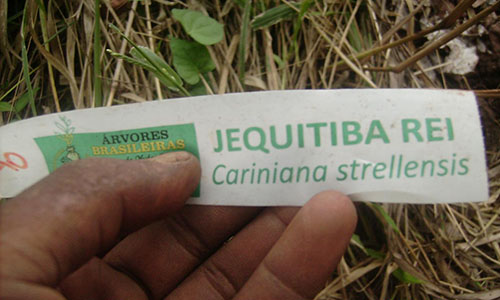 ÁRVORES
BRASILEIRAS
JEQUITIBA REI
Cariniana strellensis